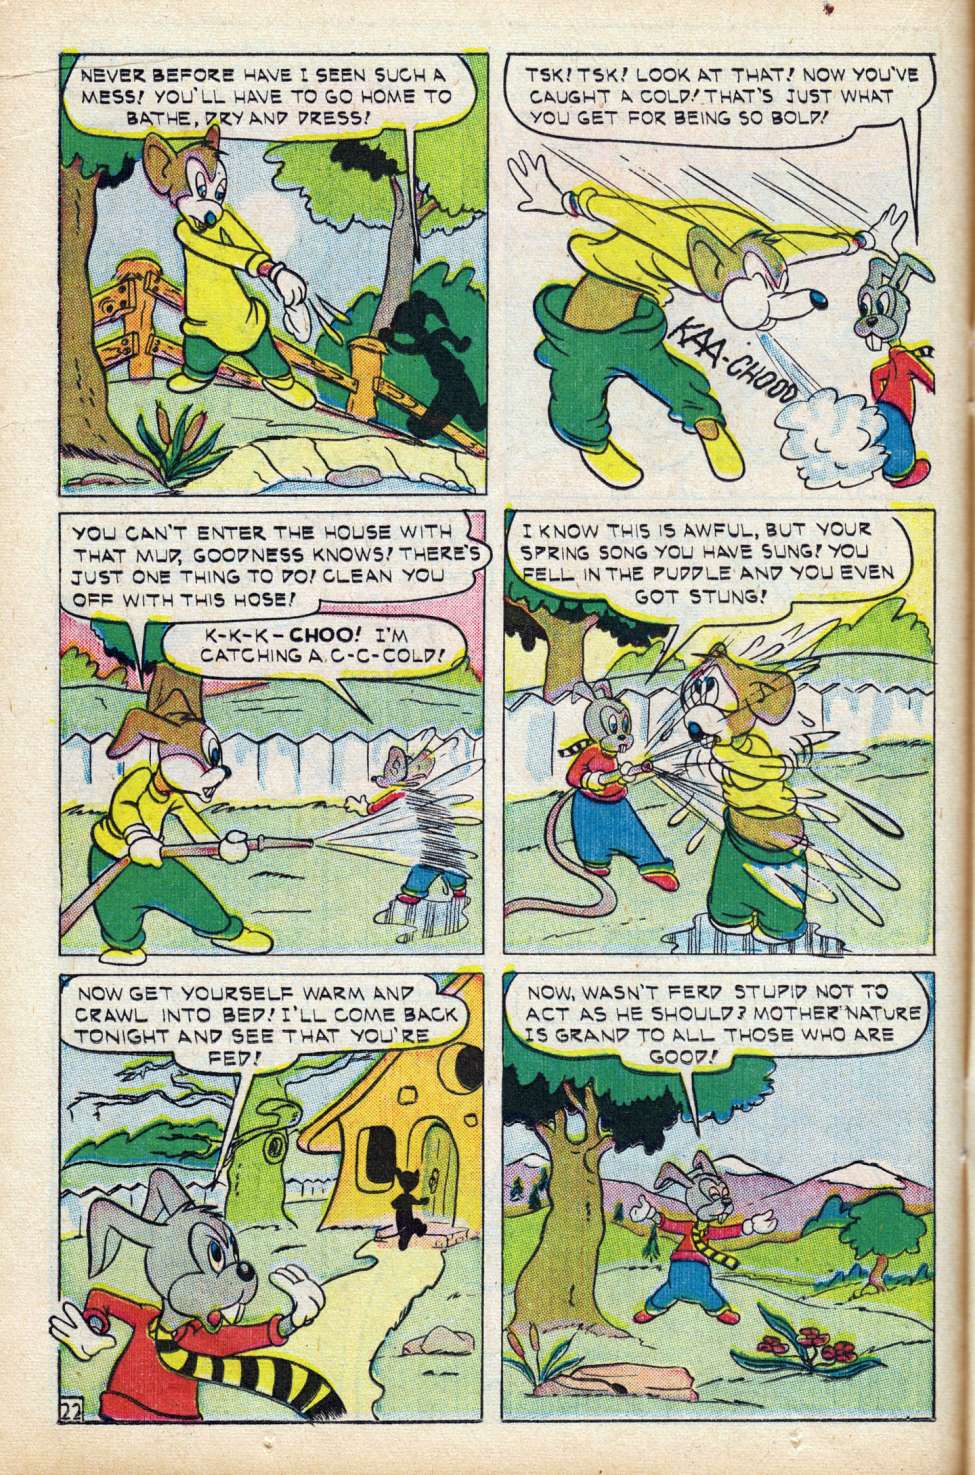 NEVER BEFORE HAVE I SEEN SUCH A
MESS! YOU'LL HAVE TO GO HOME TO
BATHE, DRY AND DRESS!
TSK! TSK! LOOK AT THAT! NOW YOU'VE
CAUGHT A COLD! THAT'S JUST WHAT
YOU GET FOR BEING SO BOLD!
KAA-CHOOO
YOU CAN'T ENTER THE HOUSE WITH
THAT MUD, GOODNESS KNOWS! THERE'S
JUST ONE THING TO DO! CLEAN YOU
OFF WITH THIS HOSE!
K-K-K-CHOO! I'M
CATCHING A C-C-COLD!
I KNOW THIS IS AWFUL, BUT YOUR
SPRING SONG YOU HAVE SUNG! YOU
FELL IN THE PUDDLE AND YOU EVEN
GOT STUNG!
NOW GET YOURSELF WARM AND
CRAWL INTO BED! I'LL COME BACK
TONIGHT AND SEE THAT YOU'RE
FED!
NOW, WASN'T FERD STUPID NOT TO
ACT AS HE SHOULD? MOTHER NATURE
IS GRAND TO ALL THOSE WHO ARE
GOOD!
22